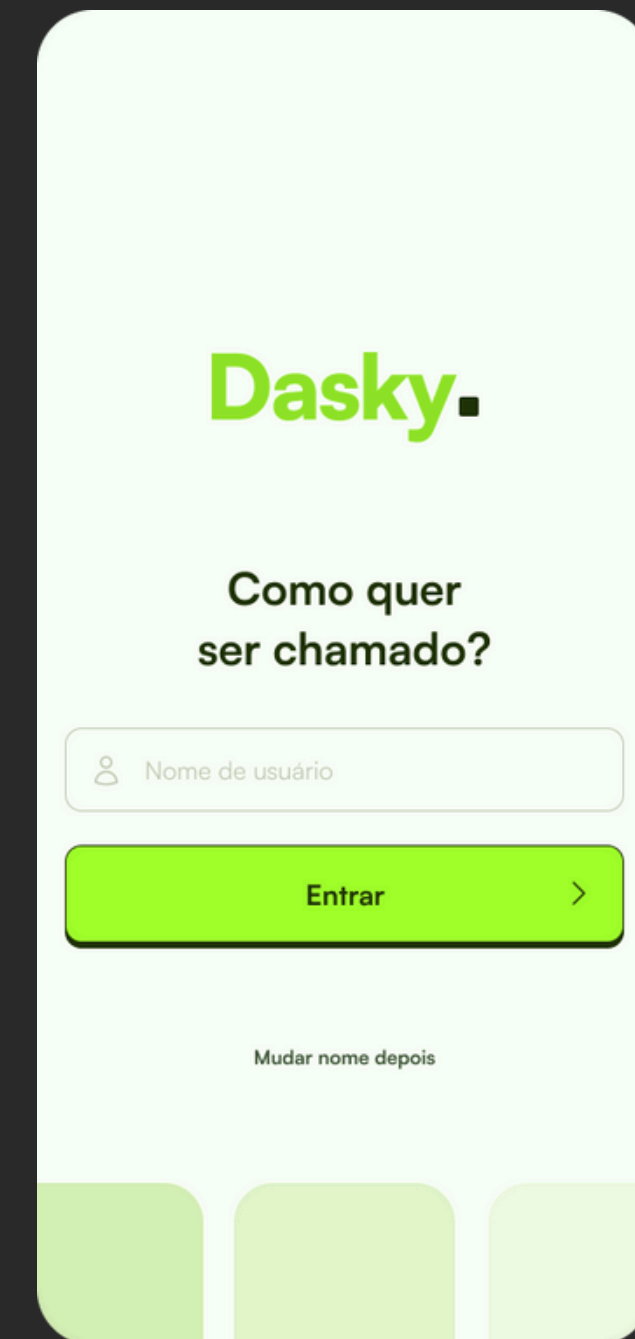 Dasky.
Como quer
ser chamado?
Nome de usuário
Entrar
Mudar nome depois